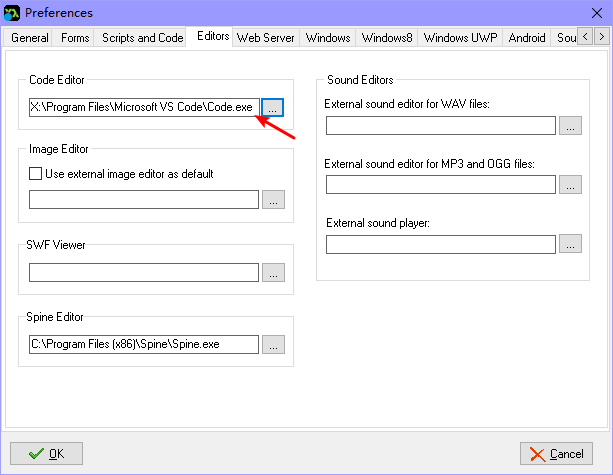 Preferences
General Forms Scripts and Code Editors Web Server Windows Windows8 Windows UWP Android Sou
Code Editor
X:\Program Files\Microsoft VS Code\Code.exe ...
Image Editor
Use external image editor as default
...
SWF Viewer
...
Spine Editor
C:\Program Files (x86)\Spine\Spine.exe ...
Sound Editors
External sound editor for WAV files:
...
External sound editor for MP3 and OGG files:
...
External sound player:
...
OK
Cancel